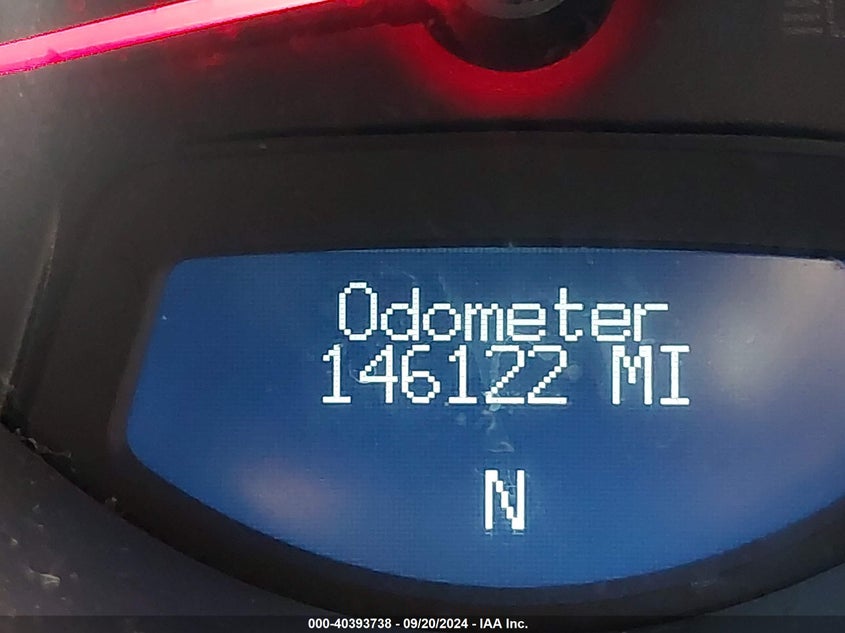 Odometer
146122 MI
N
000-40393738 - 09/20/2024 - IAA Inc.